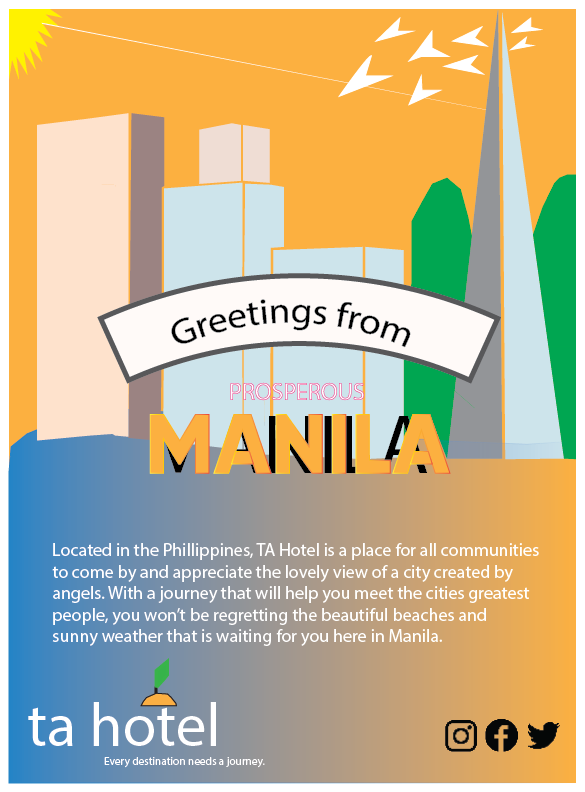 Greetings from
PROSPEROUS
MANILA
Located in the Phillippines, TA Hotel is a place for all communities
to come by and appreciate the lovely view of a city created by
angels. With a journey that will help you meet the cities greatest
people, you won't be regretting the beautiful beaches and
sunny weather that is waiting for you here in Manila.
ta hotel
Every destination needs a journey.